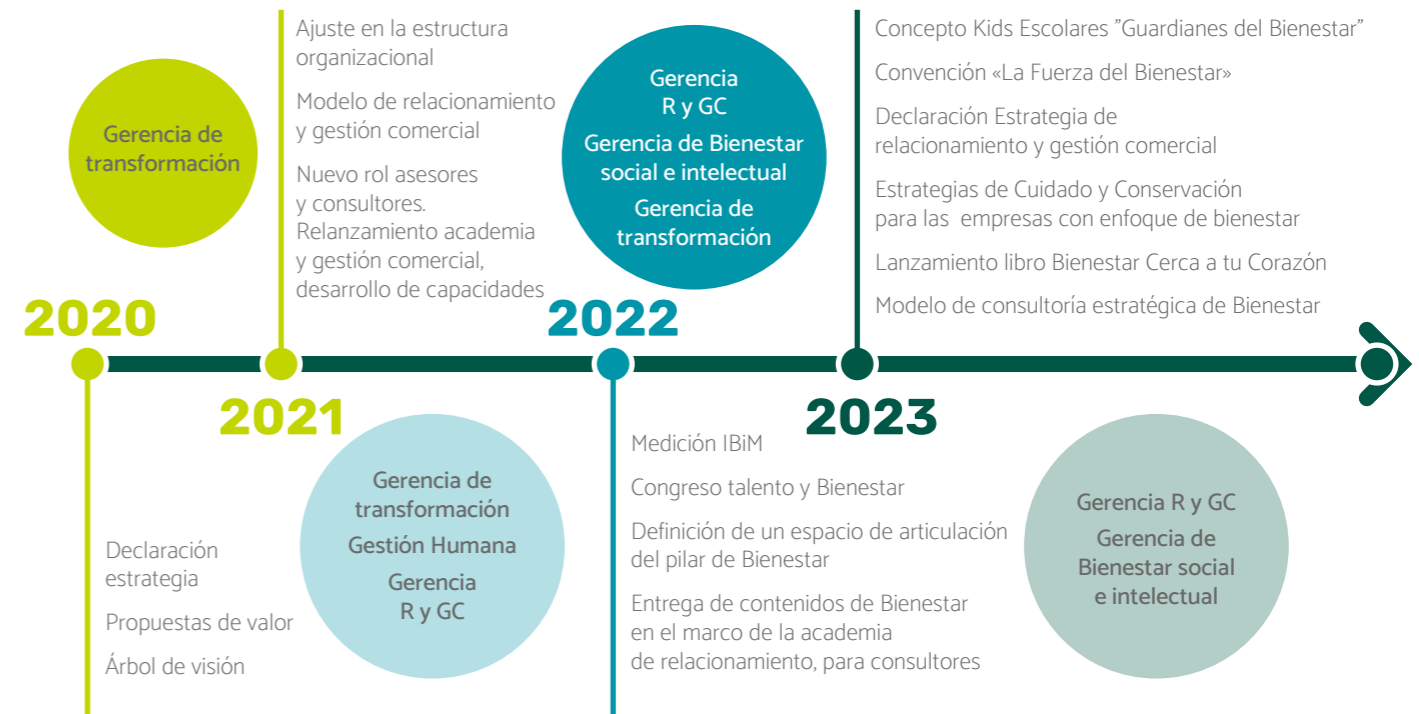 2020
Gerencia de
transformación
Declaración
estrategia
Propuestas de valor
Árbol de visión
2021
Ajuste en la estructura
organizacional
Modelo de relacionamiento
y gestión comercial
Nuevo rol asesores
y consultores.
Relanzamiento academia
y gestión comercial,
desarrollo de capacidades
Gerencia de
transformación
Gestión Humana
Gerencia
R y GC
2022
Gerencia
R y GC
Gerencia de Bienestar
social e intelectual
Gerencia de
transformación
Medición IBiM
Congreso talento y Bienestar
Definición de un espacio de articulación
del pilar de Bienestar
Entrega de contenidos de Bienestar
en el marco de la academia
de relacionamiento, para consultores
2023
Concepto Kids Escolares ”Guardianes del Bienestar”
Convención «La Fuerza del Bienestar»
Declaración Estrategia de
relacionamiento y gestión comercial
Estrategias de Cuidado y Conservación
para las empresas con enfoque de bienestar
Lanzamiento libro Bienestar Cerca a tu Corazón
Modelo de consultoría estratégica de Bienestar
Gerencia R y GC
Gerencia de
Bienestar social
e intelectual